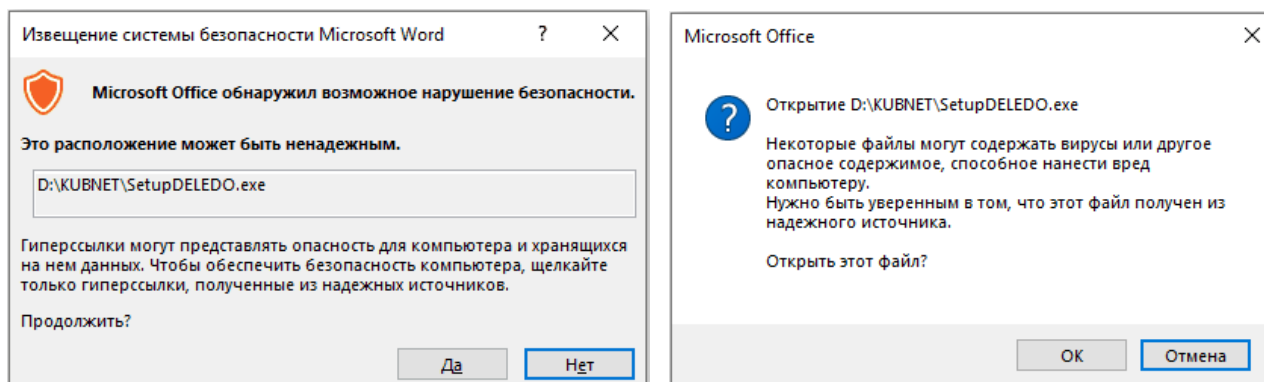 Извещение системы безопасности Microsoft Word
?
Microsoft Office обнаружил возможное нарушение безопасности.
Это расположение может быть ненадежным.
D:\KUBNET\SetupDELEDO.exe
Гиперссылки могут представлять опасность для компьютера и хранящихся
на нем данных. Чтобы обеспечить безопасность компьютера, щелкайте
только гиперссылки, полученные из надежных источников.
Продолжить?
Да
Нет
Microsoft Office
?
Открытие D:\KUBNET\SetupDELEDO.exe
Некоторые файлы могут содержать вирусы или другое
опасное содержимое, способное нанести вред
компьютеру.
Нужно быть уверенным в том, что этот файл получен из
надежного источника.
Открыть этот файл?
ОК
Отмена